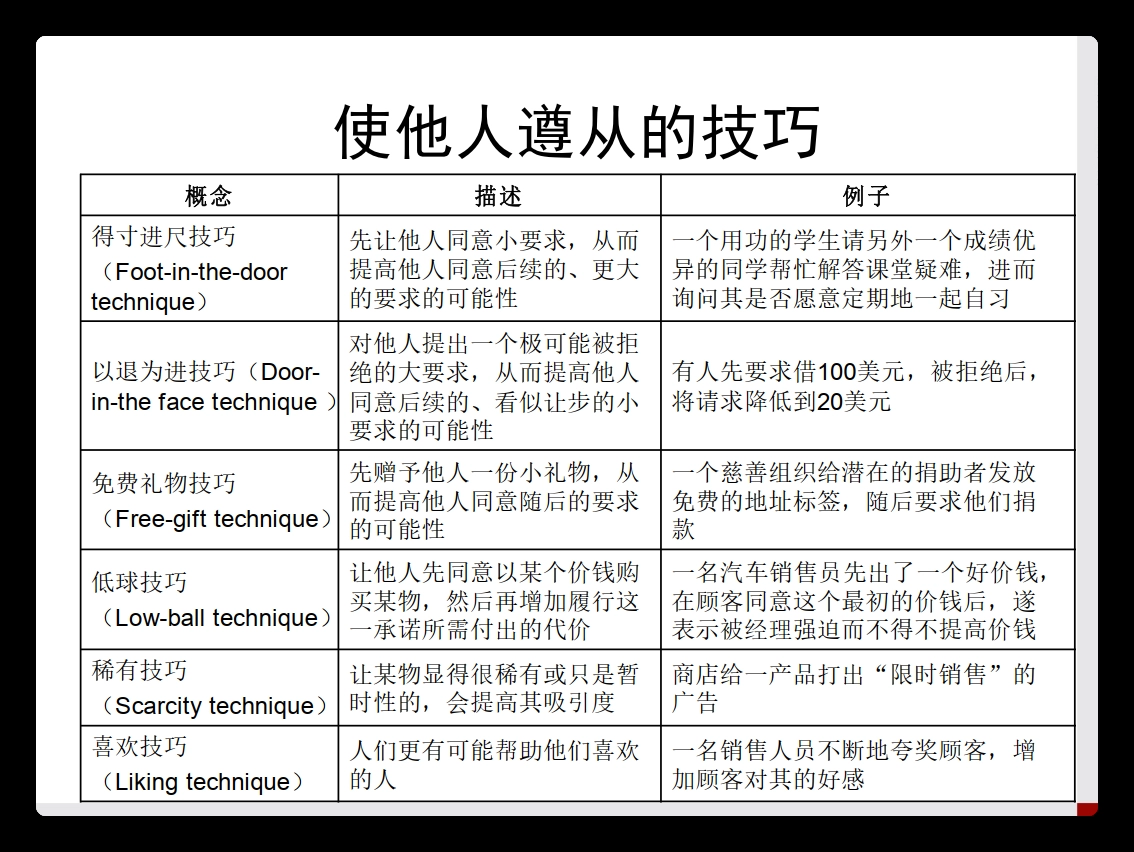 使他人遵从的技巧
概念
描述
例子
得寸进尺技巧
（Foot-in-the-door
technique）
先让他人同意小要求，从而
提高他人同意后续的、更大
的要求的可能性
一个用功的学生请另外一个成绩优
异的同学帮忙解答课堂疑难，进而
询问其是否愿意定期地一起自习
以退为进技巧（Door-
in-the face technique ）
对他人提出一个极可能被拒
绝的大要求，从而提高他人
同意后续的、看似让步的小
要求的可能性
有人先要求借100美元，被拒绝后，
将请求降低到20美元
免费礼物技巧
（Free-gift technique）
先赠予他人一份小礼物，从
而提高他人同意随后的要求
的可能性
一个慈善组织给潜在的捐助者发放
免费的地址标签，随后要求他们捐
款
低球技巧
（Low-ball technique）
让他人先同意以某个价钱购
买某物，然后再增加履行这
一承诺所需付出的代价
一名汽车销售员先出了一个好价钱，
在顾客同意这个最初的价钱后，遂
表示被经理强迫而不得不提高价钱
稀有技巧
（Scarcity technique）
让某物显得很稀有或只是暂
时性的，会提高其吸引度
商店给一产品打出“限时销售”的
广告
喜欢技巧
（Liking technique）
人们更有可能帮助他们喜欢
的人
一名销售人员不断地夸奖顾客，增
加顾客对其的好感